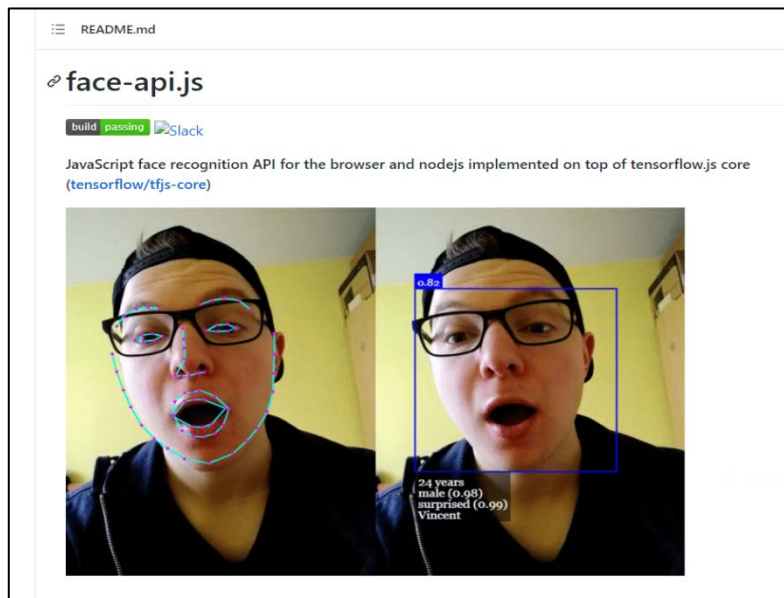 README.md
face-api.js
build passing Slack
JavaScript face recognition API for the browser and nodejs implemented on top of tensorflow.js core
(tensorflow/tfjs-core)
0.82
24 years
male (0.98)
surprised (0.99)
Vincent